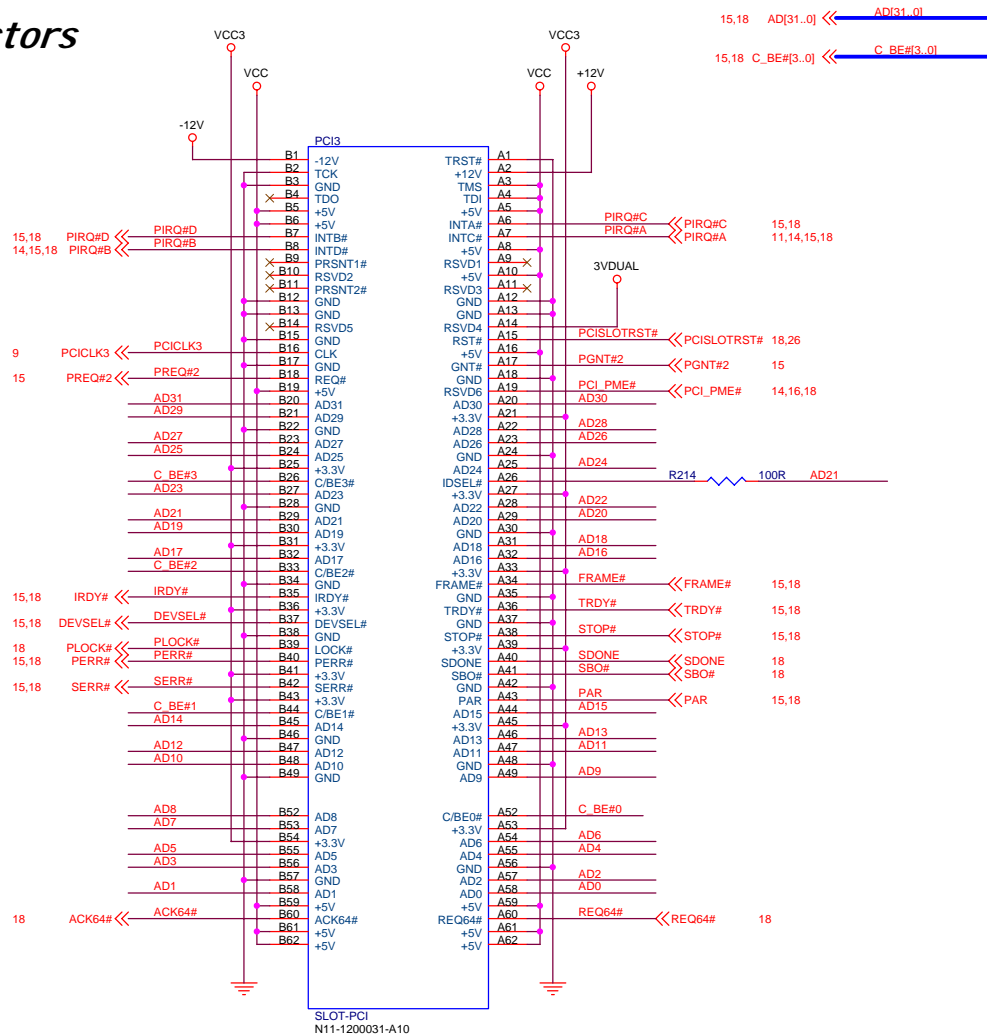 ctors
15,18 AD[31..0] AD[31..0]
15,18 C_BE#[3..0] C_BE#[3..0]
VCC3 VCC3
VCC VCC +12V
-12V
PCI3
B1 -12V TRST# A1
B2 TCK +12V A2
B3 GND TMS A3
B4 TDO TDI A4
B5 +5V +5V A5
B6 +5V INTA# A6 PIRQ#C PIRQ#C 15,18
15,18 PIRQ#D PIRQ#D B7 INTB# INTC# A7 PIRQ#A PIRQ#A 11,14,15,18
14,15,18 PIRQ#B PIRQ#B B8 INTD# +5V A8
B9 PRSNT1# RSVD1 A9
B10 RSVD2 +5V A10 3VDUAL
B11 PRSNT2# RSVD3 A11
B12 GND GND A12
B13 GND GND A13
B14 RSVD5 RSVD4 A14
B15 GND RST# A15 PCISLOTRST# PCISLOTRST# 18,26
9 PCICLK3 PCICLK3 B16 CLK +5V A16
B17 GND GNT# A17 PGNT#2 PGNT#2 15
15 PREQ#2 PREQ#2 B18 REQ# GND A18
B19 +5V RSVD6 A19 PCI_PME# PCI_PME# 14,16,18
AD31 B20 AD31 AD30 A20 AD30
AD29 B21 AD29 +3.3V A21
B22 GND AD28 A22 AD28
AD27 B23 AD27 AD26 A23 AD26
AD25 B24 AD25 GND A24
B25 +3.3V AD24 A25 AD24
C_BE#3 B26 C/BE3# IDSEL# A26 R214 100R AD21
AD23 B27 AD23 +3.3V A27
B28 GND AD22 A28 AD22
AD21 B29 AD21 AD20 A29 AD20
AD19 B30 AD19 GND A30
B31 +3.3V AD18 A31 AD18
AD17 B32 AD17 AD16 A32 AD16
C_BE#2 B33 C/BE2# +3.3V A33
B34 GND FRAME# A34 FRAME# FRAME# 15,18
15,18 IRDY# IRDY# B35 IRDY# GND A35
B36 +3.3V TRDY# A36 TRDY# TRDY# 15,18
15,18 DEVSEL# DEVSEL# B37 DEVSEL# GND A37
B38 GND STOP# A38 STOP# STOP# 15,18
18 PLOCK# PLOCK# B39 LOCK# +3.3V A39
15,18 PERR# PERR# B40 PERR# SDONE A40 SDONE SDONE 18
B41 +3.3V SBO# A41 SBO# SBO# 18
15,18 SERR# SERR# B42 SERR# GND A42
B43 +3.3V PAR A43 PAR PAR 15,18
C_BE#1 B44 C/BE1# AD15 A44 AD15
AD14 B45 AD14 +3.3V A45
B46 GND AD13 A46 AD13
AD12 B47 AD12 AD11 A47 AD11
AD10 B48 AD10 GND A48
B49 GND AD9 A49 AD9
AD8 B52 AD8 C/BE0# A52 C_BE#0
AD7 B53 AD7 +3.3V A53
B54 +3.3V AD6 A54 AD6
AD5 B55 AD5 AD4 A55 AD4
AD3 B56 AD3 GND A56
B57 GND AD2 A57 AD2
AD1 B58 AD1 AD0 A58 AD0
B59 +5V +5V A59
18 ACK64# ACK64# B60 ACK64# REQ64# A60 REQ64# REQ64# 18
B61 +5V +5V A61
B62 +5V +5V A62
SLOT-PCI
N11-1200031-A10